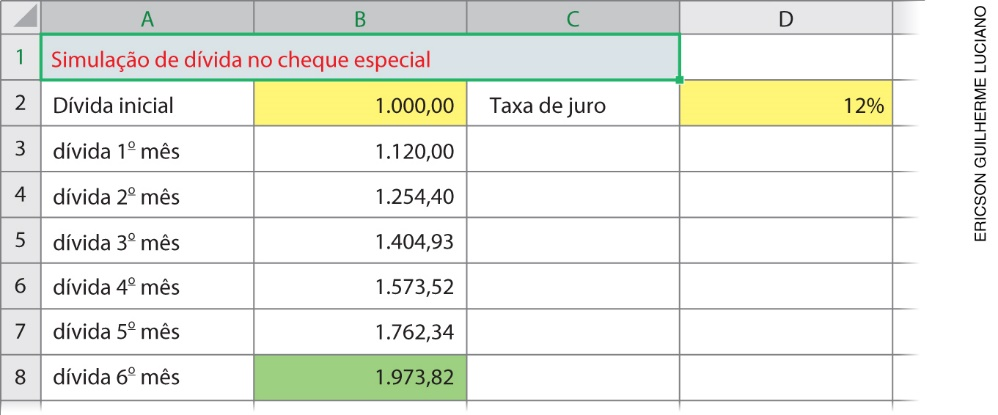 A B C D
1 Simulação de dívida no cheque especial
2 Dívida inicial 1.000,00 Taxa de juro 12%
3 dívida 1º mês 1.120,00
4 dívida 2º mês 1.254,40
5 dívida 3º mês 1.404,93
6 dívida 4º mês 1.573,52
7 dívida 5º mês 1.762,34
8 dívida 6º mês 1.973,82
ERICSON GUILHERME LUCIANO